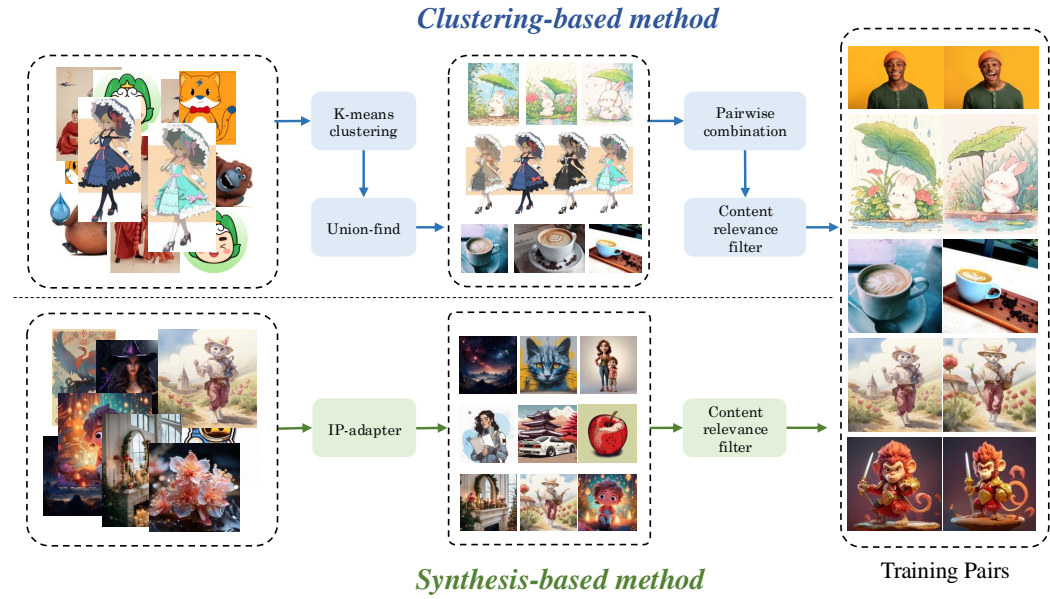 Clustering-based method
K-means
clustering
Union-find
Pairwise
combination
Content
relevance
filter
IP-adapter
Content
relevance
filter
Synthesis-based method
Training Pairs